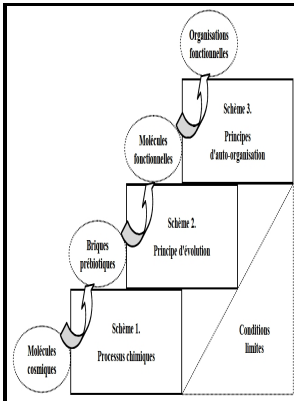 Organisations
fonctionnelles
Schème 3.
Principes
d'auto-organisation
Molécules
fonctionnelles
Schème 2.
Principe d'évolution
Briques
prébiotiques
Schème 1.
Processus chimiques
Conditions
limites
Molécules
cosmiques